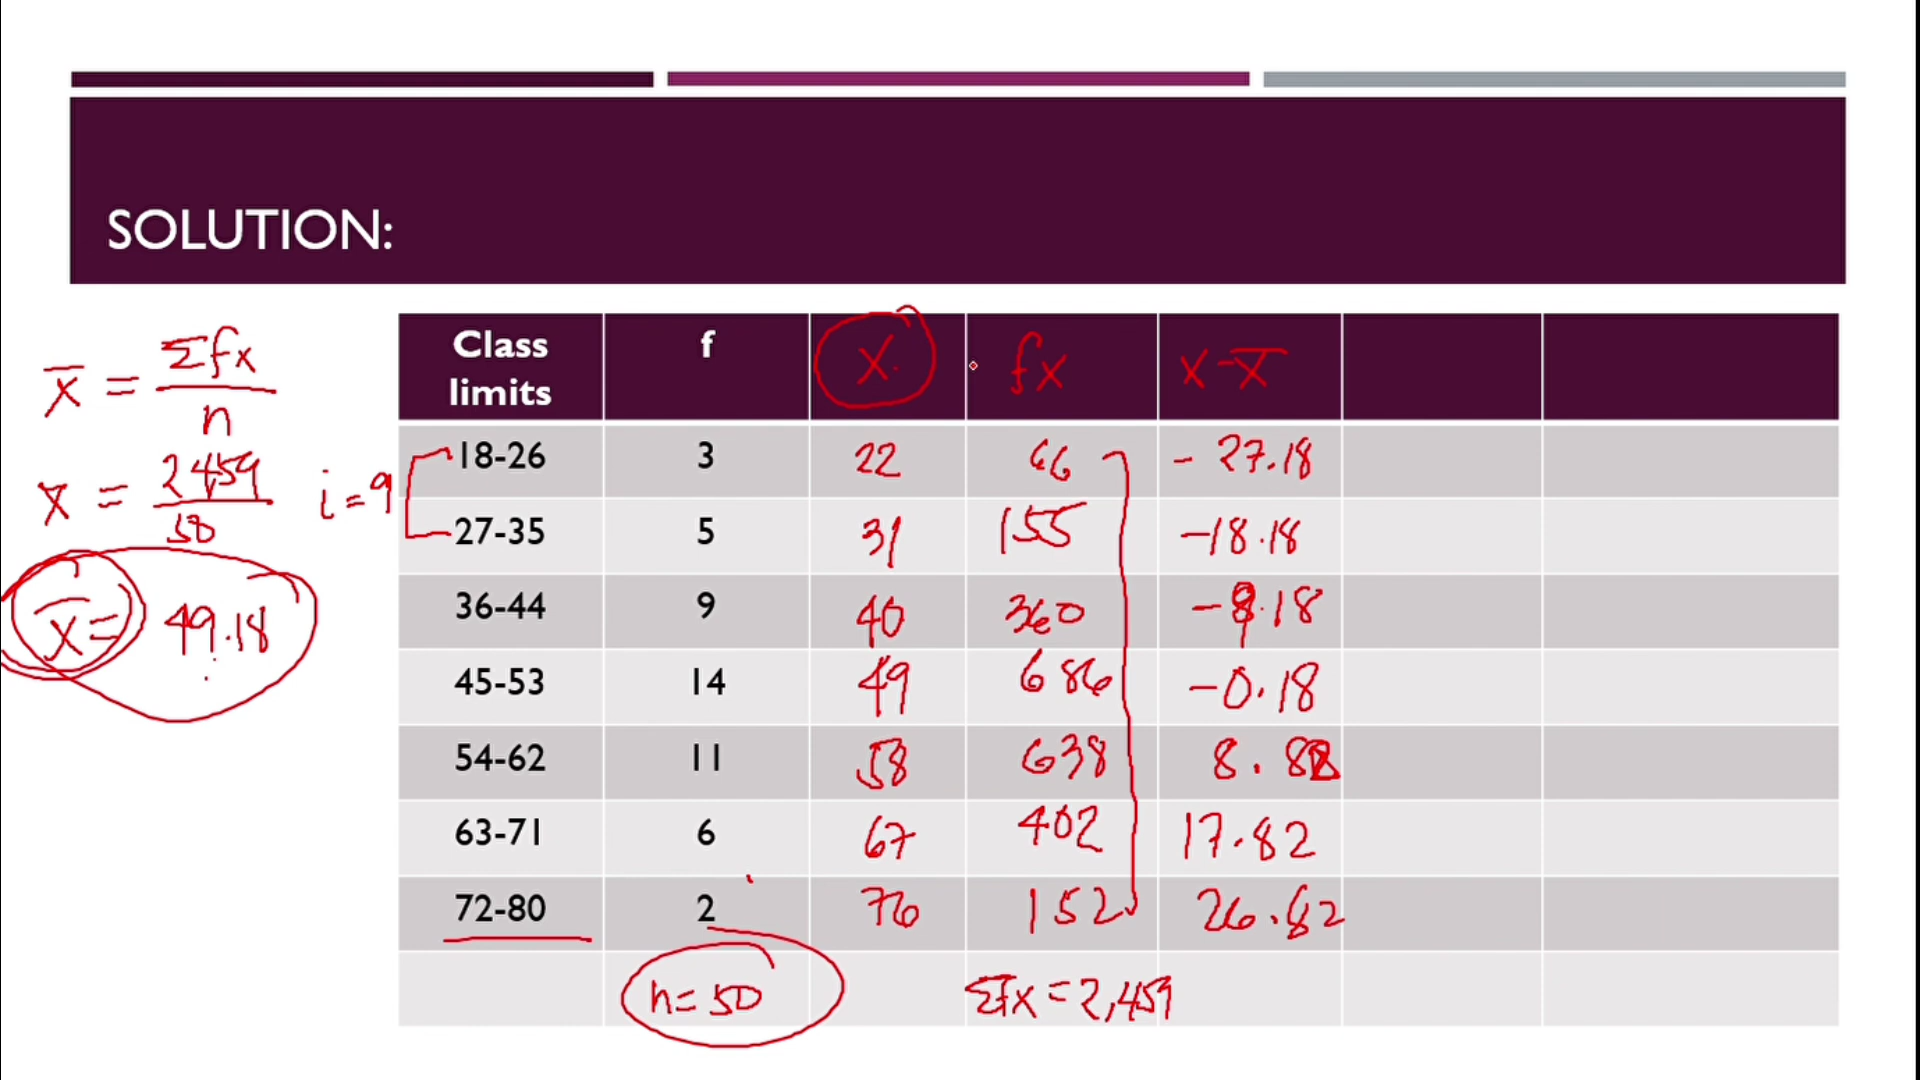 SOLUTION:
x̄ = Σfx / n
x̄ = 2459 / 50
i = 9
x̄ = 49.18
Class limits f X fx x - x̄
18-26 3 22 66 - 27.18
27-35 5 31 155 -18.18
36-44 9 40 360 -9.18
45-53 14 49 686 -0.18
54-62 11 58 638 8.82
63-71 6 67 402 17.82
72-80 2 76 152 26.82
n = 50 Σfx = 2,459